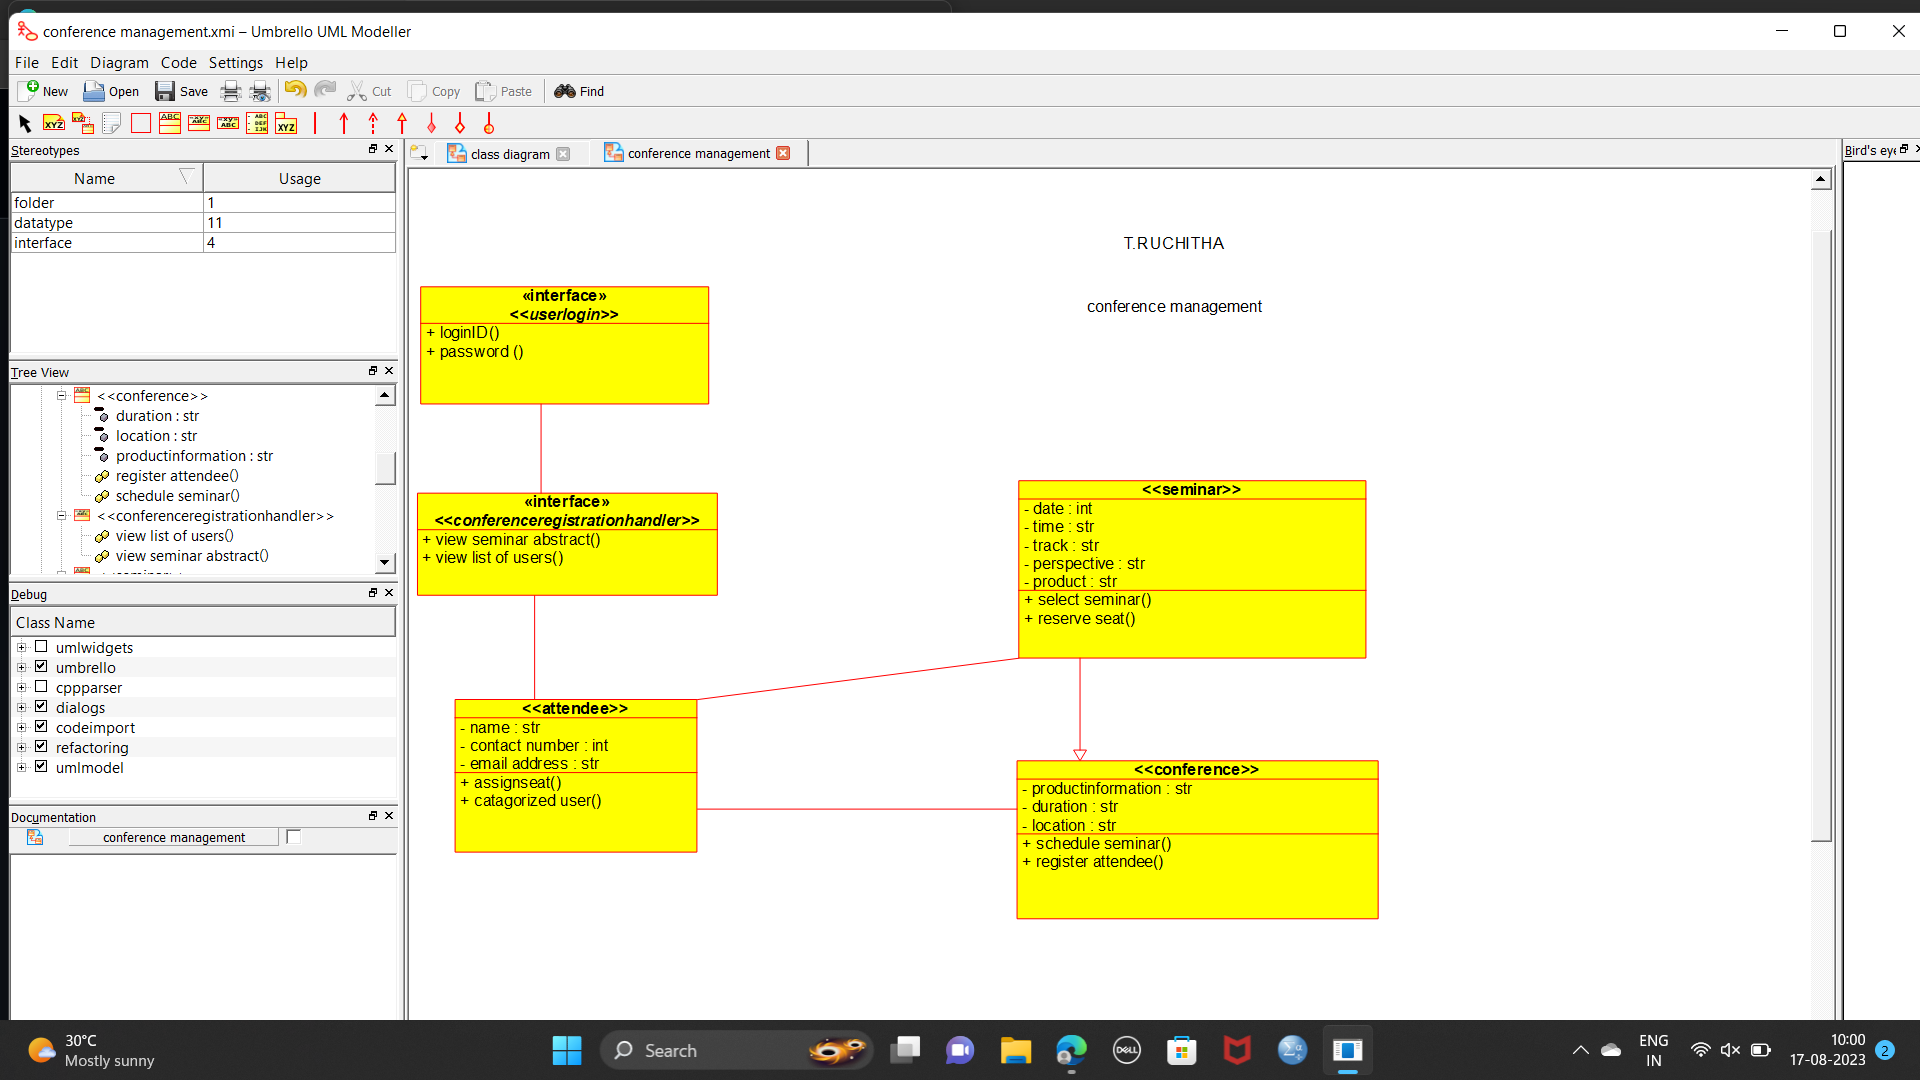 conference management.xmi – Umbrello UML Modeller
File Edit Diagram Code Settings Help
New Open Save Cut Copy Paste Find
Stereotypes
Name Usage
folder 1
datatype 11
interface 4
Tree View
<<conference>>
duration : str
location : str
productinformation : str
register attendee()
schedule seminar()
<<conferenceregistrationhandler>>
view list of users()
view seminar abstract()
Debug
Class Name
umlwidgets
umbrello
cppparser
dialogs
codeimport
refactoring
umlmodel
Documentation
conference management
class diagram
conference management
Bird's eye
T.RUCHITHA
conference management
«interface»
<<userlogin>>
+ loginID()
+ password ()
«interface»
<<conferenceregistrationhandler>>
+ view seminar abstract()
+ view list of users()
<<seminar>>
- date : int
- time : str
- track : str
- perspective : str
- product : str
+ select seminar()
+ reserve seat()
<<attendee>>
- name : str
- contact number : int
- email address : str
+ assignseat()
+ catagorized user()
<<conference>>
- productinformation : str
- duration : str
- location : str
+ schedule seminar()
+ register attendee()
30°C
Mostly sunny
Search
DELL
ENG
IN
10:00
17-08-2023
2